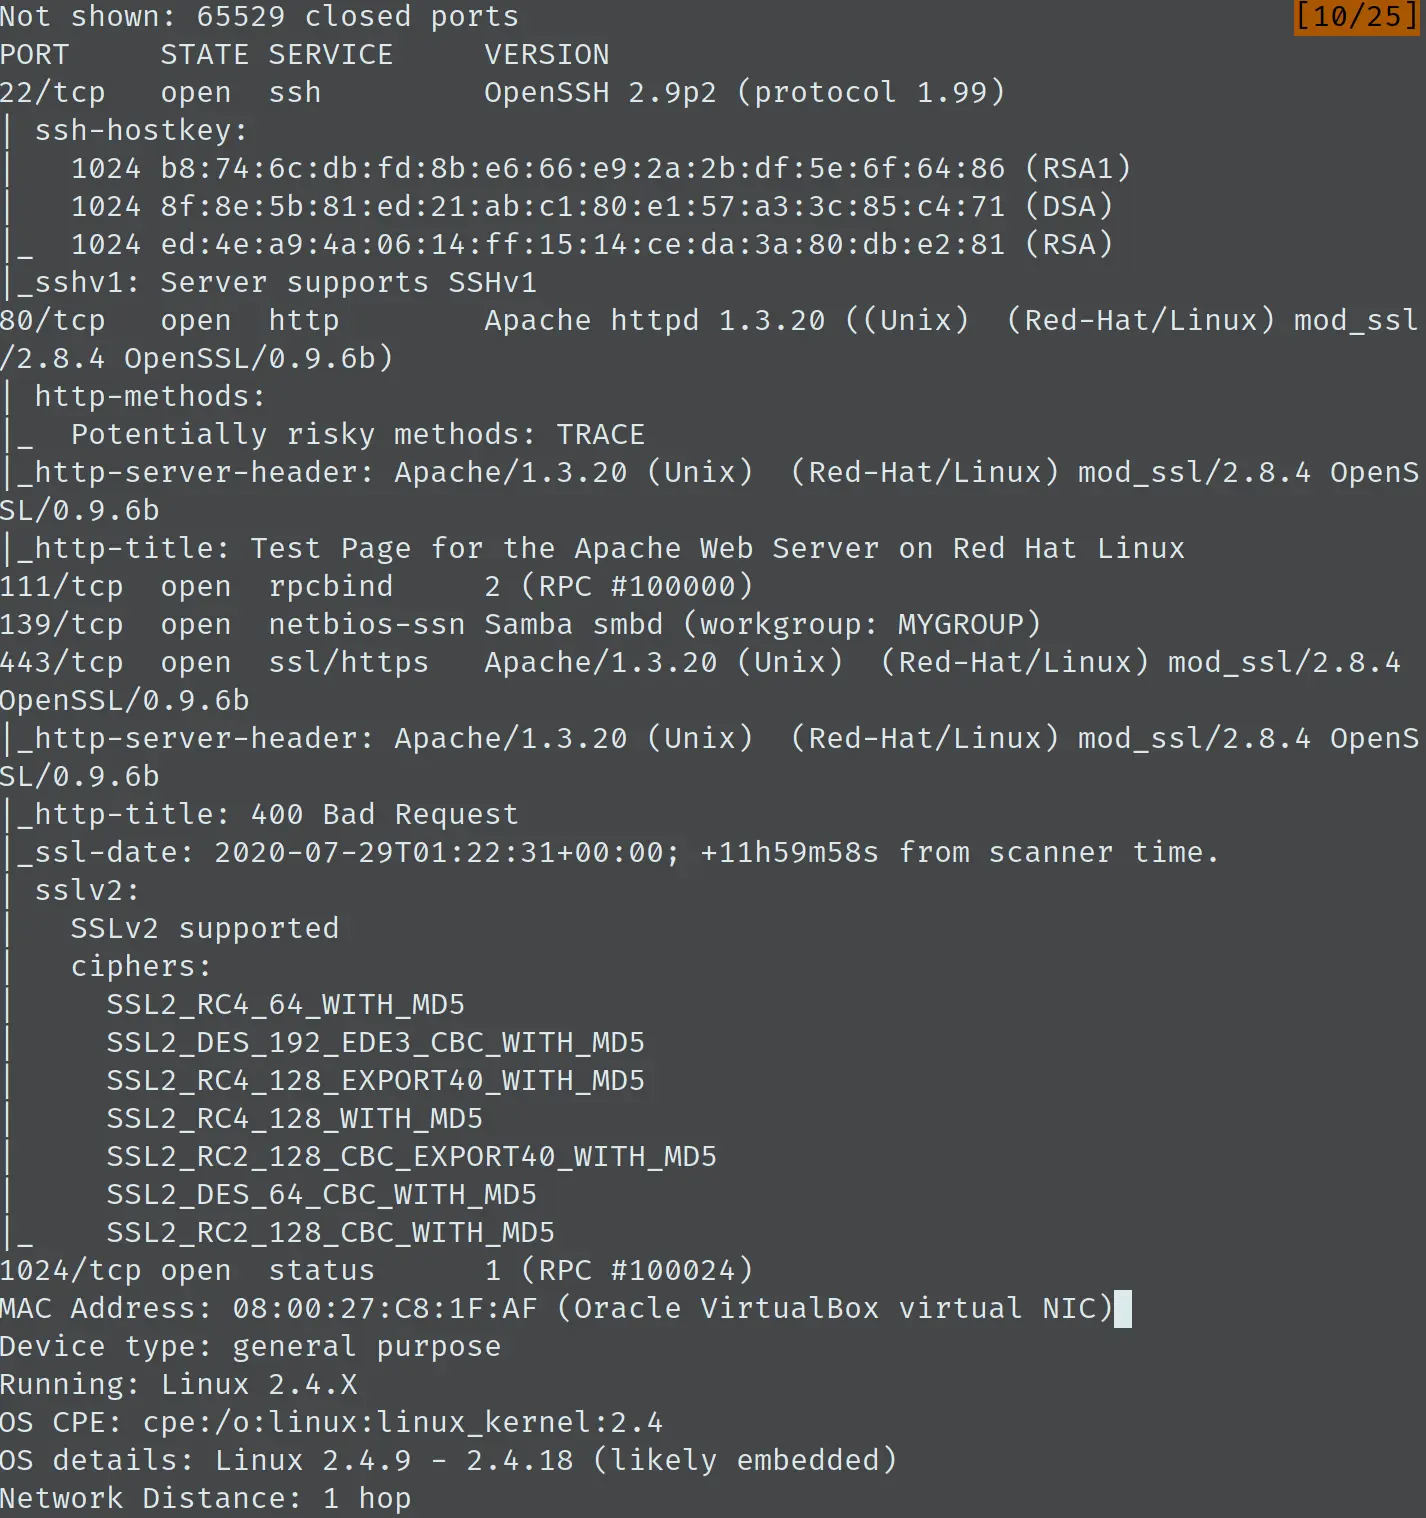 Not shown: 65529 closed ports [10/25]
PORT     STATE SERVICE     VERSION
22/tcp   open  ssh         OpenSSH 2.9p2 (protocol 1.99)
| ssh-hostkey:
|   1024 b8:74:6c:db:fd:8b:e6:66:e9:2a:2b:df:5e:6f:64:86 (RSA1)
|   1024 8f:8e:5b:81:ed:21:ab:c1:80:e1:57:a3:3c:85:c4:71 (DSA)
|_  1024 ed:4e:a9:4a:06:14:ff:15:14:ce:da:3a:80:db:e2:81 (RSA)
|_sshv1: Server supports SSHv1
80/tcp   open  http        Apache httpd 1.3.20 ((Unix)  (Red-Hat/Linux) mod_ssl
/2.8.4 OpenSSL/0.9.6b)
| http-methods:
|_  Potentially risky methods: TRACE
|_http-server-header: Apache/1.3.20 (Unix)  (Red-Hat/Linux) mod_ssl/2.8.4 OpenS
SL/0.9.6b
|_http-title: Test Page for the Apache Web Server on Red Hat Linux
111/tcp  open  rpcbind     2 (RPC #100000)
139/tcp  open  netbios-ssn Samba smbd (workgroup: MYGROUP)
443/tcp  open  ssl/https   Apache/1.3.20 (Unix)  (Red-Hat/Linux) mod_ssl/2.8.4
OpenSSL/0.9.6b
|_http-server-header: Apache/1.3.20 (Unix)  (Red-Hat/Linux) mod_ssl/2.8.4 OpenS
SL/0.9.6b
|_http-title: 400 Bad Request
|_ssl-date: 2020-07-29T01:22:31+00:00; +11h59m58s from scanner time.
| sslv2:
|   SSLv2 supported
|   ciphers:
|     SSL2_RC4_64_WITH_MD5
|     SSL2_DES_192_EDE3_CBC_WITH_MD5
|     SSL2_RC4_128_EXPORT40_WITH_MD5
|     SSL2_RC4_128_WITH_MD5
|     SSL2_RC2_128_CBC_EXPORT40_WITH_MD5
|     SSL2_DES_64_CBC_WITH_MD5
|_    SSL2_RC2_128_CBC_WITH_MD5
1024/tcp open  status      1 (RPC #100024)
MAC Address: 08:00:27:C8:1F:AF (Oracle VirtualBox virtual NIC)
Device type: general purpose
Running: Linux 2.4.X
OS CPE: cpe:/o:linux:linux_kernel:2.4
OS details: Linux 2.4.9 - 2.4.18 (likely embedded)
Network Distance: 1 hop